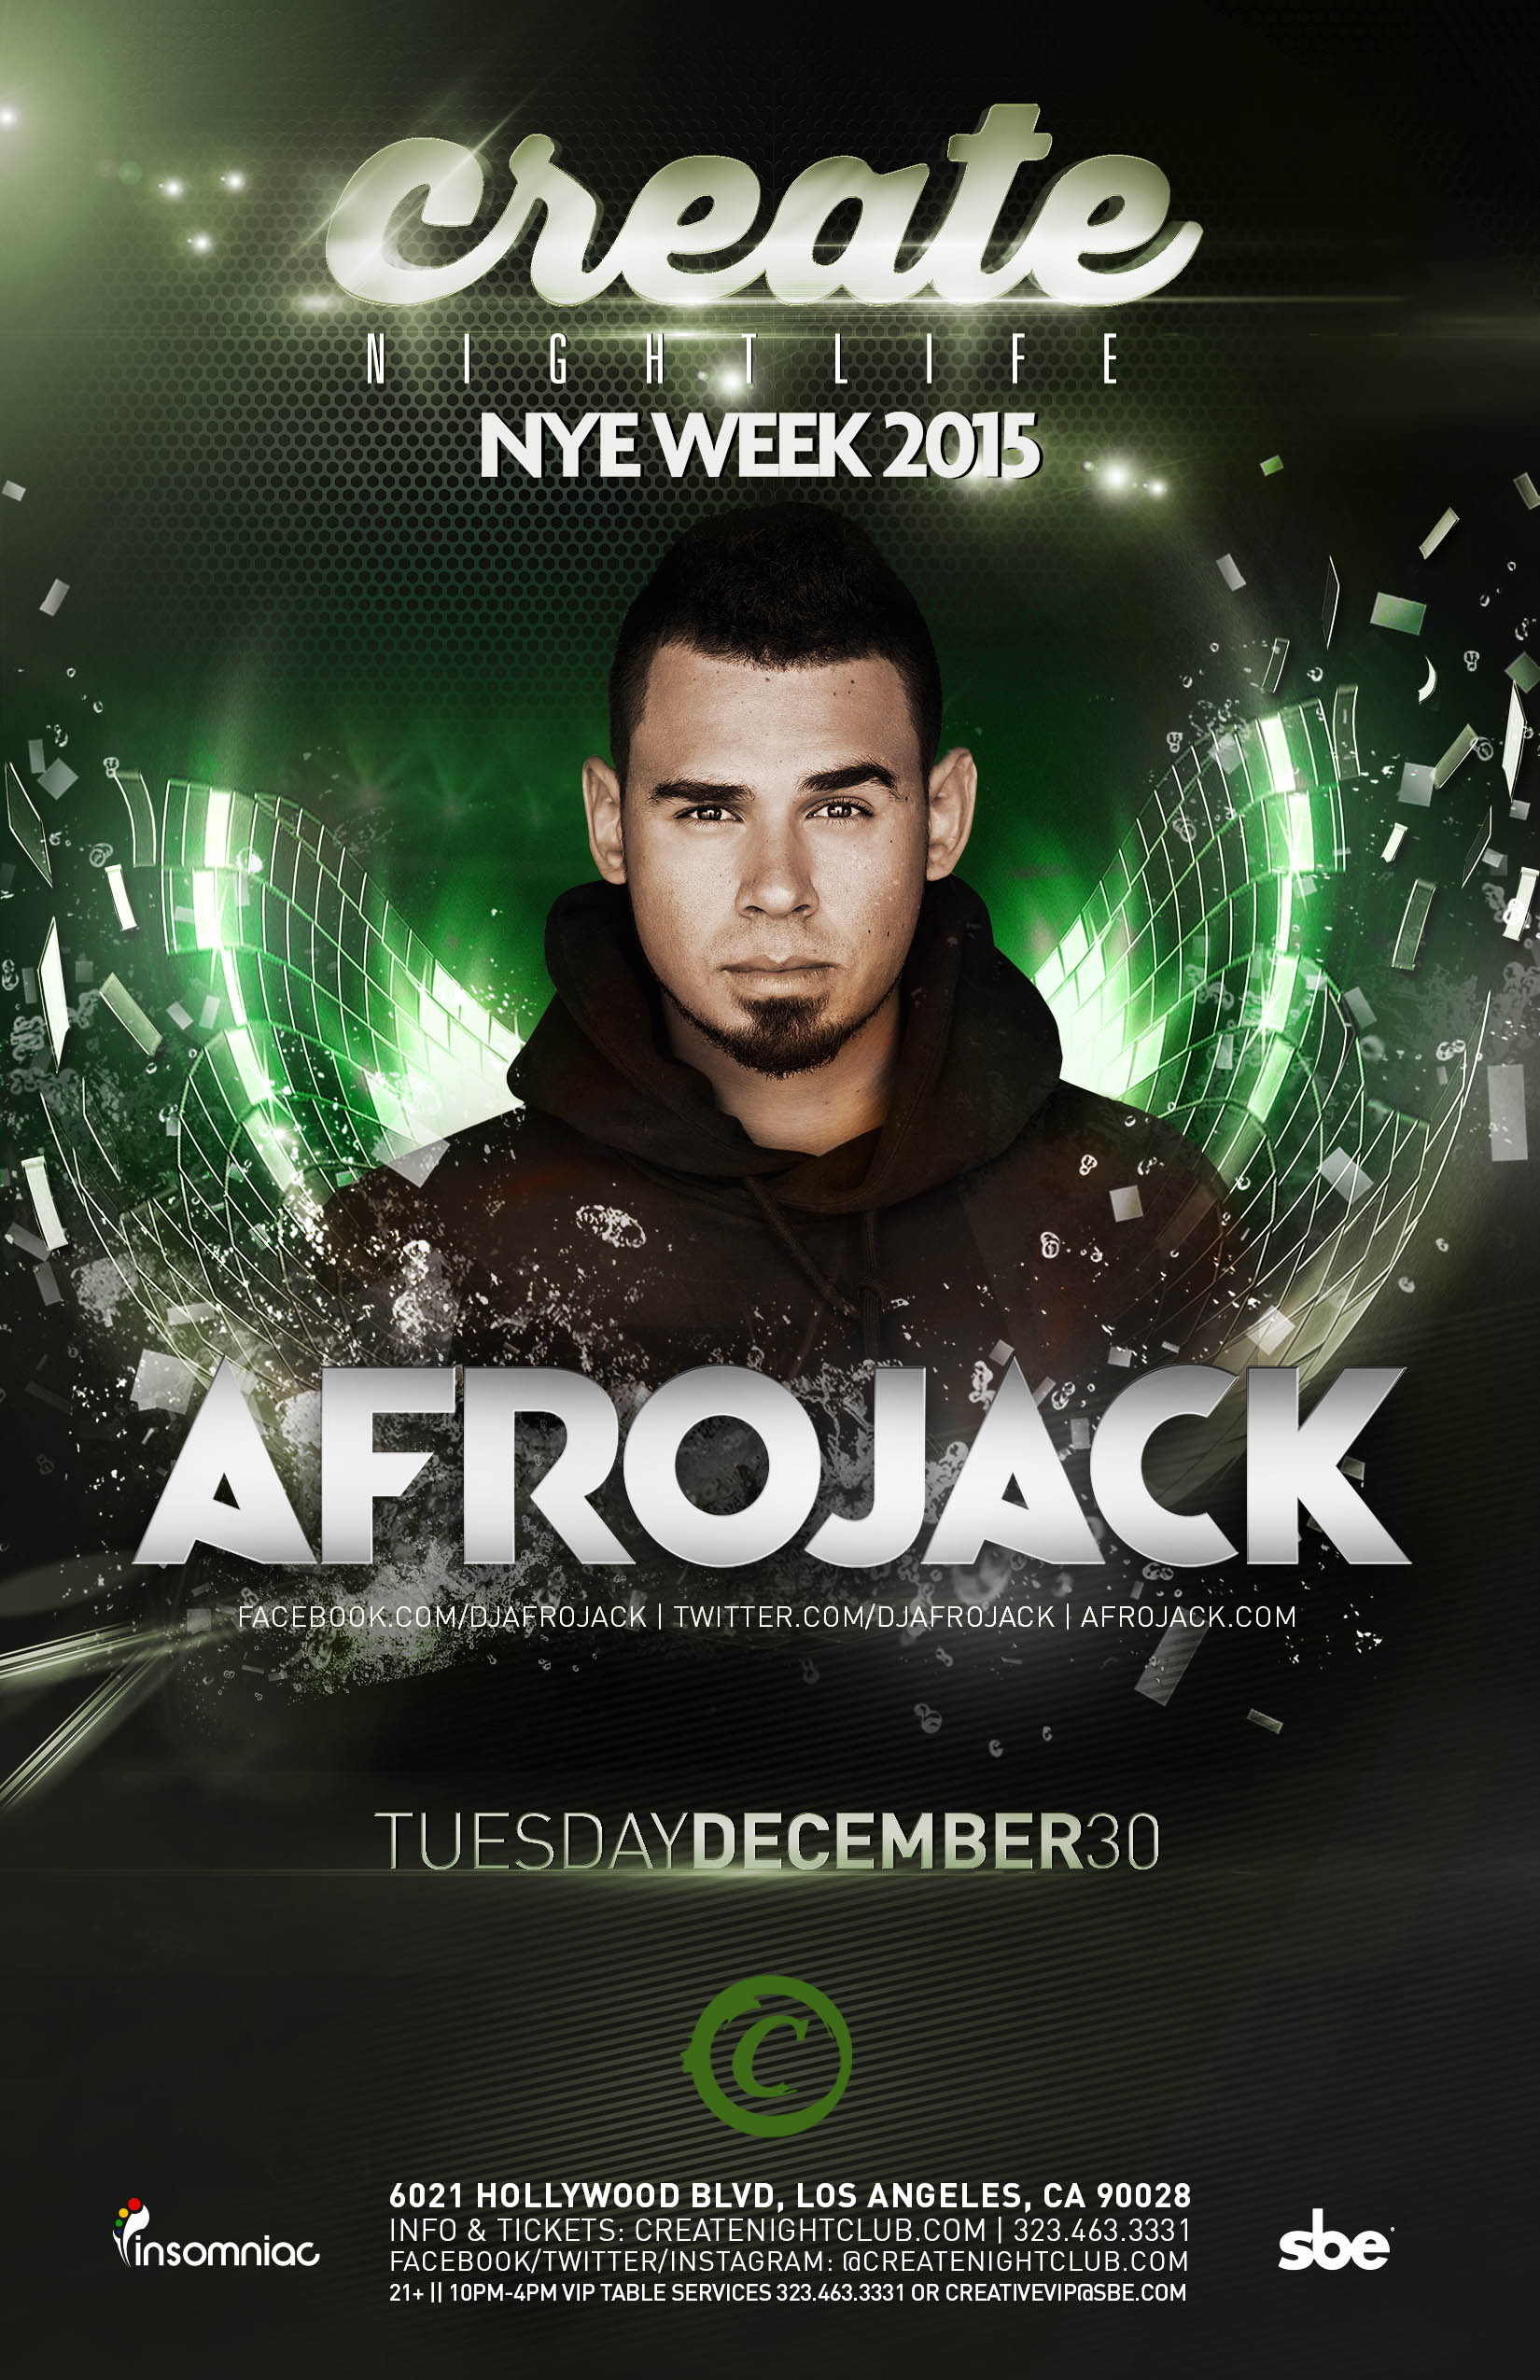 create
NIGHTLIFE
NYE WEEK 2015
AFROJACK
FACEBOOK.COM/DJAFROJACK | TWITTER.COM/DJAFROJACK | AFROJACK.COM
TUESDAYDECEMBER30
C
insomniac
6021 HOLLYWOOD BLVD, LOS ANGELES, CA 90028
INFO & TICKETS: CREATENIGHTCLUB.COM | 323.463.3331
FACEBOOK/TWITTER/INSTAGRAM: @CREATENIGHTCLUB.COM
21+ || 10PM-4PM VIP TABLE SERVICES 323.463.3331 OR CREATIVEVIP@SBE.COM
sbe